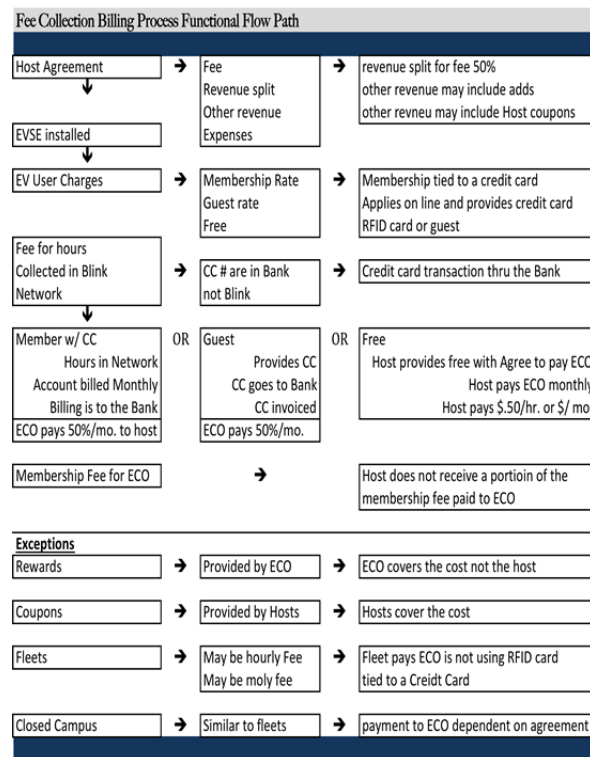 Fee Collection Billing Process Functional Flow Path
Host Agreement → Fee → revenue split for fee 50%
Revenue split other revenue may include adds
Other revenue other revneu may include Host coupons
EVSE installed Expenses
EV User Charges → Membership Rate → Membership tied to a credit card
Guest rate Applies on line and provides credit card
Free RFID card or guest
Fee for hours
Collected in Blink → CC # are in Bank → Credit card transaction thru the Bank
Network not Blink
Member w/ CC OR Guest OR Free
Hours in Network Provides CC Host provides free with Agree to pay ECO
Account billed Monthly CC goes to Bank Host pays ECO monthly
Billing is to the Bank CC invoiced Host pays $.50/hr. or $/ mo
ECO pays 50%/mo. to host ECO pays 50%/mo.
Membership Fee for ECO → Host does not receive a portioin of the
membership fee paid to ECO
Exceptions
Rewards → Provided by ECO → ECO covers the cost not the host
Coupons → Provided by Hosts → Hosts cover the cost
Fleets → May be hourly Fee → Fleet pays ECO is not using RFID card
May be moly fee tied to a Creidt Card
Closed Campus → Similar to fleets → payment to ECO dependent on agreement